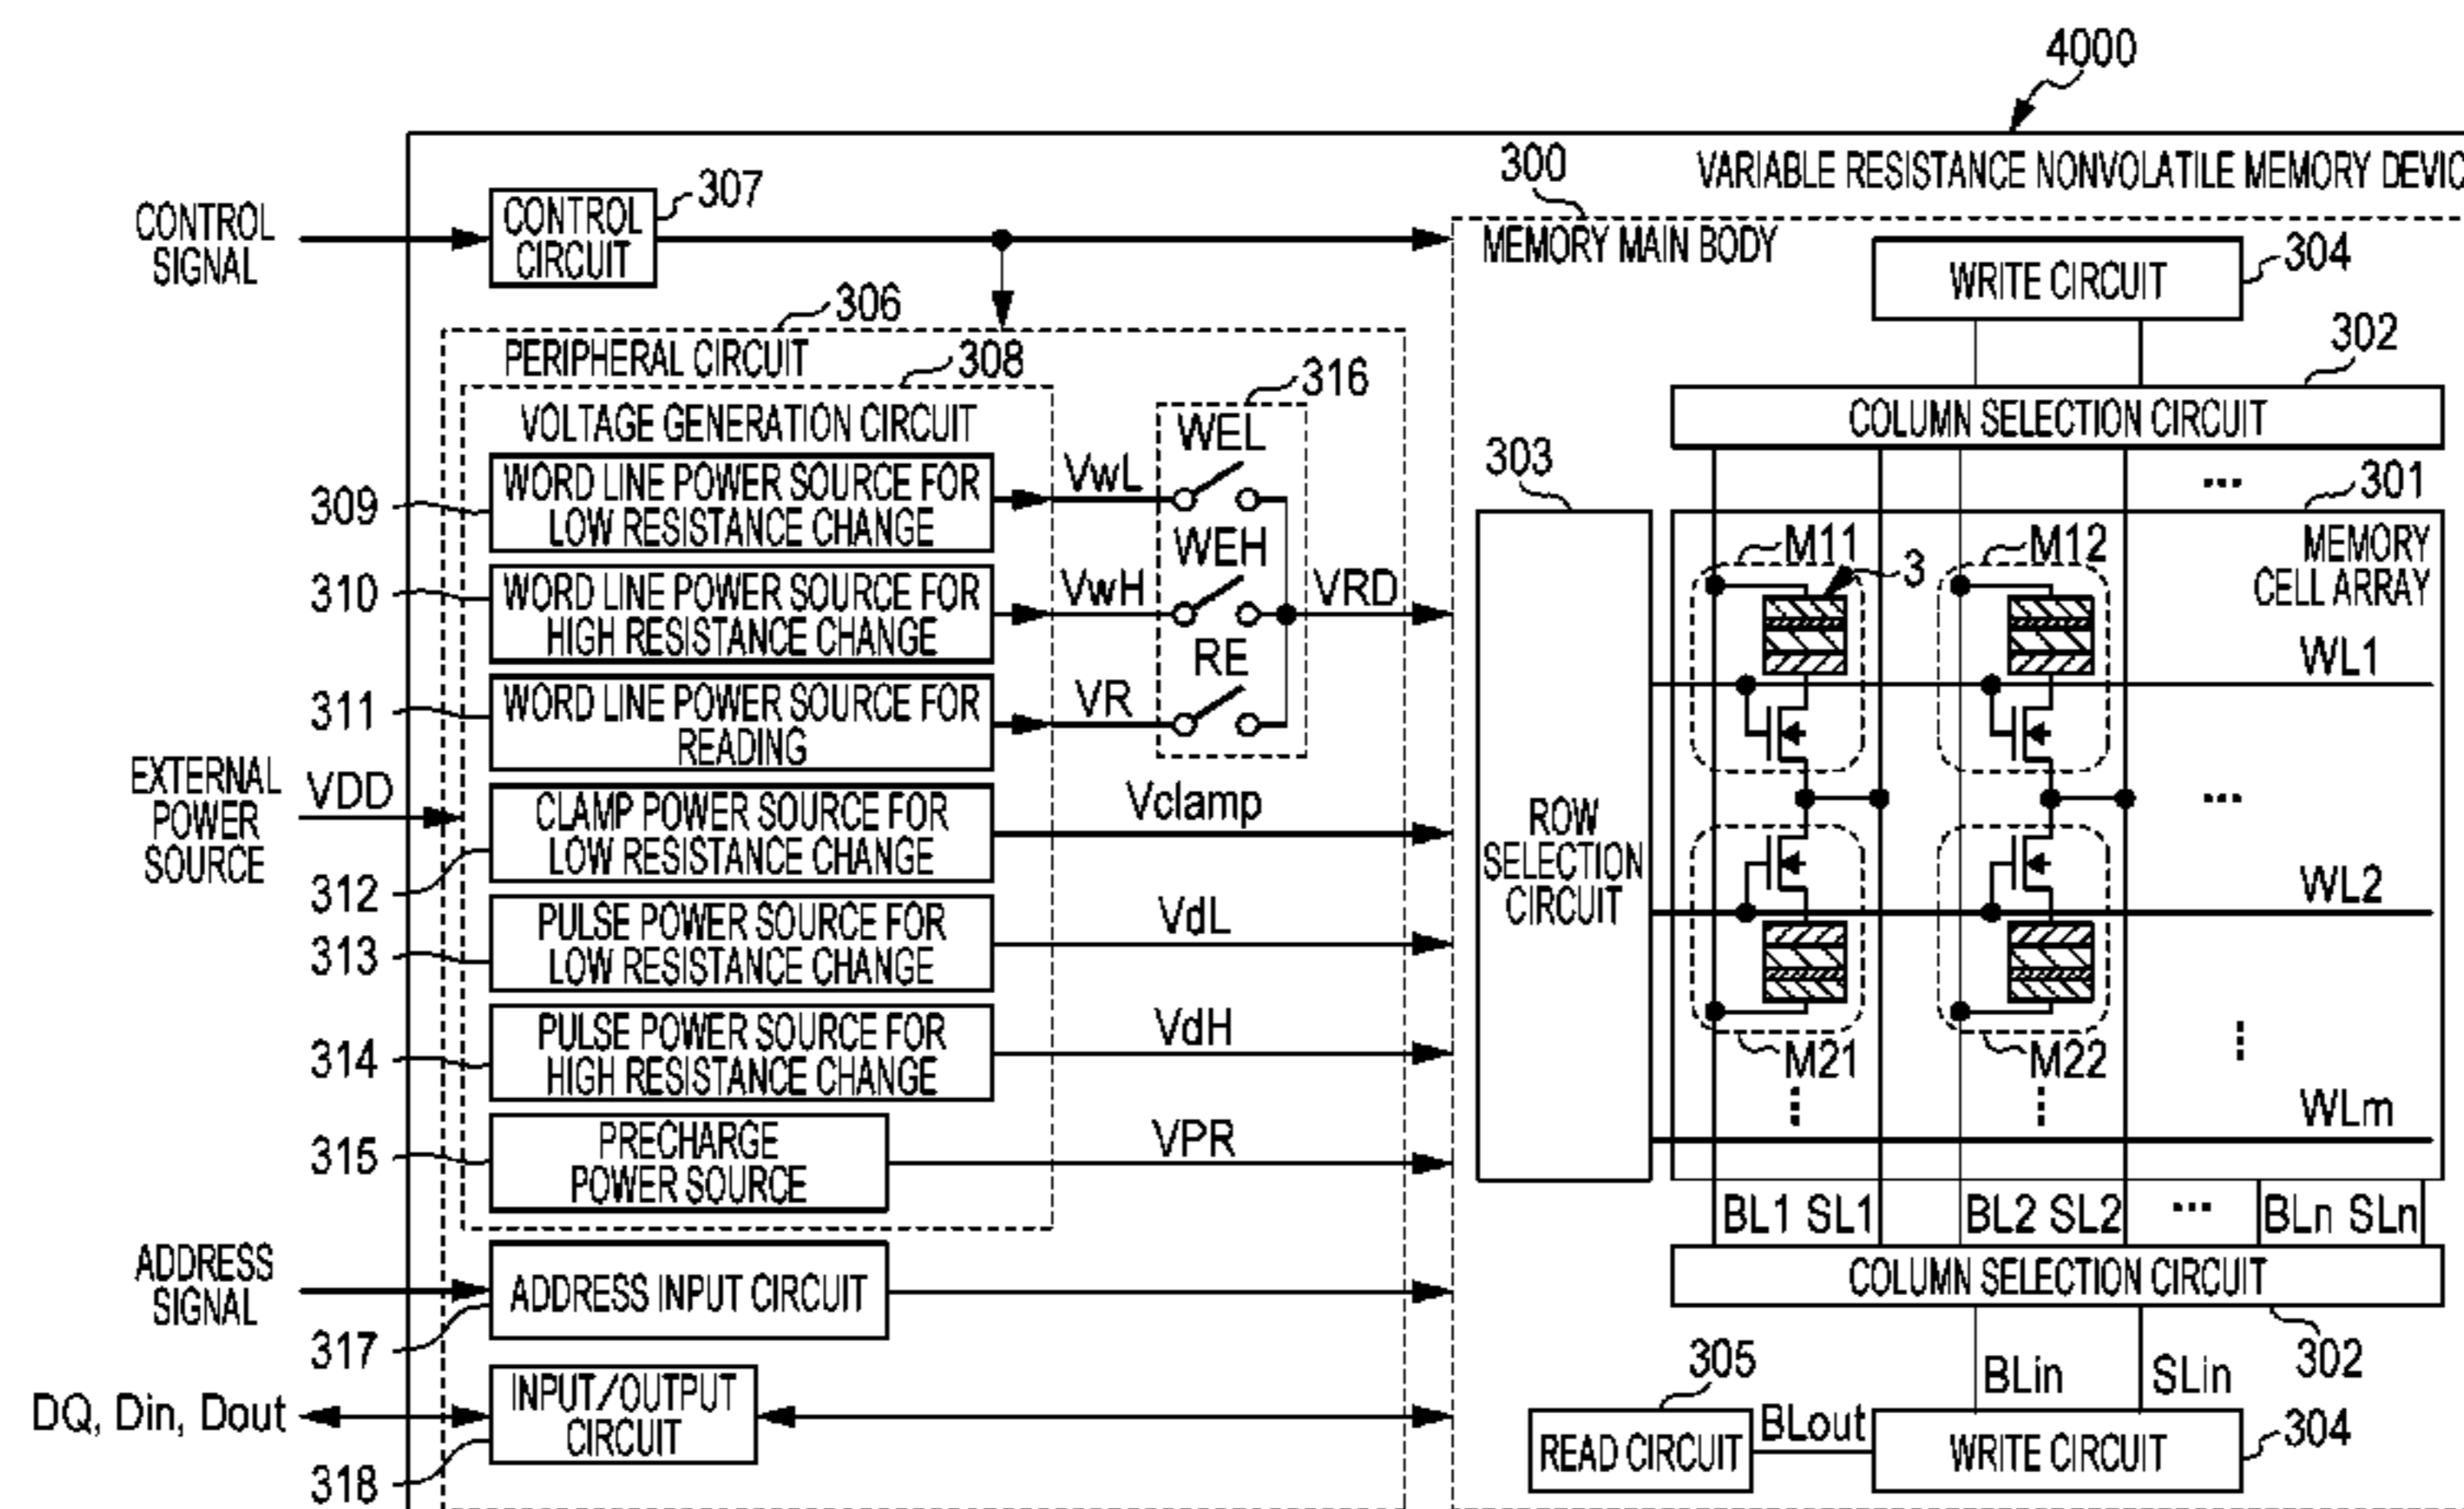 4000
VARIABLE RESISTANCE NONVOLATILE MEMORY DEVIC
300
MEMORY MAIN BODY
CONTROL
SIGNAL
CONTROL
CIRCUIT
307
WRITE CIRCUIT
304
306
PERIPHERAL CIRCUIT
308
VOLTAGE GENERATION CIRCUIT
316
302
COLUMN SELECTION CIRCUIT
309
WORD LINE POWER SOURCE FOR
LOW RESISTANCE CHANGE
VwL
WEL
310
WORD LINE POWER SOURCE FOR
HIGH RESISTANCE CHANGE
VwH
WEH
VRD
311
WORD LINE POWER SOURCE FOR
READING
VR
RE
EXTERNAL
POWER
SOURCE
VDD
312
CLAMP POWER SOURCE FOR
LOW RESISTANCE CHANGE
Vclamp
313
PULSE POWER SOURCE FOR
LOW RESISTANCE CHANGE
VdL
314
PULSE POWER SOURCE FOR
HIGH RESISTANCE CHANGE
VdH
315
PRECHARGE
POWER SOURCE
VPR
ADDRESS
SIGNAL
ADDRESS INPUT CIRCUIT
317
DQ, Din, Dout
INPUT/OUTPUT
CIRCUIT
318
303
ROW
SELECTION
CIRCUIT
...
301
MEMORY
CELL ARRAY
M11
3
M12
WL1
...
WL2
M21
M22
...
...
...
WLm
BL1 SL1
BL2 SL2
...
BLn SLn
COLUMN SELECTION CIRCUIT
302
BLin
SLin
305
READ CIRCUIT
BLout
WRITE CIRCUIT
304